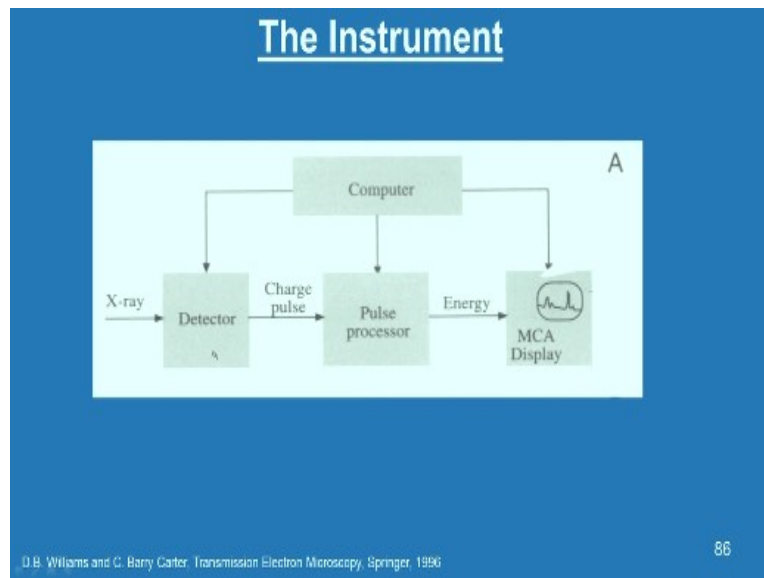 The Instrument
A
Computer
X-ray
Detector
Charge
pulse
Pulse
processor
Energy
MCA
Display
86
D.B. Williams and C. Barry Carter, Transmission Electron Microscopy, Springer, 1996